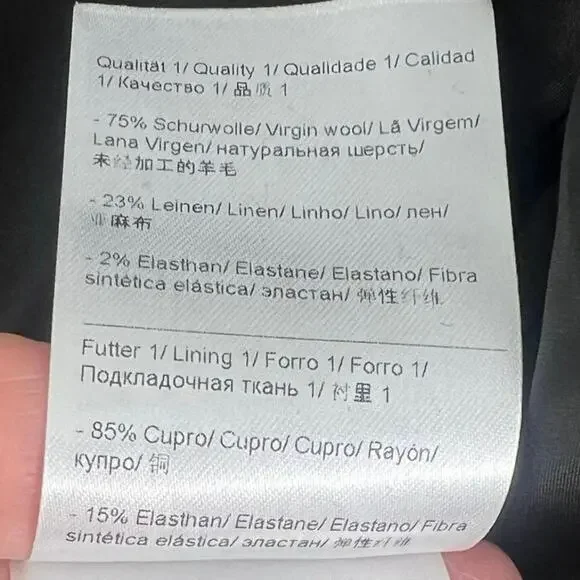 Qualität 1/ Quality 1/ Qualidade 1/ Calidad
1/ Качество 1/ 品质 1
- 75% Schurwolle/ Virgin wool/ Lã Virgem/
Lana Virgen/ натуральная шерсть/
未经加工的羊毛
- 23% Leinen/ Linen/ Linho/ Lino/ лен/
亚麻布
- 2% Elasthan/ Elastane/ Elastano/ Fibra
sintética elástica/ эластан/ 弹性纤维
Futter 1/ Lining 1/ Forro 1/ Forro 1/
Подкладочная ткань 1/ 衬里 1
- 85% Cupro/ Cupro/ Cupro/ Rayón/
купро/ 铜
- 15% Elasthan/ Elastane/ Elastano/ Fibra
sintética elástica/ эластан/ 弹性纤维